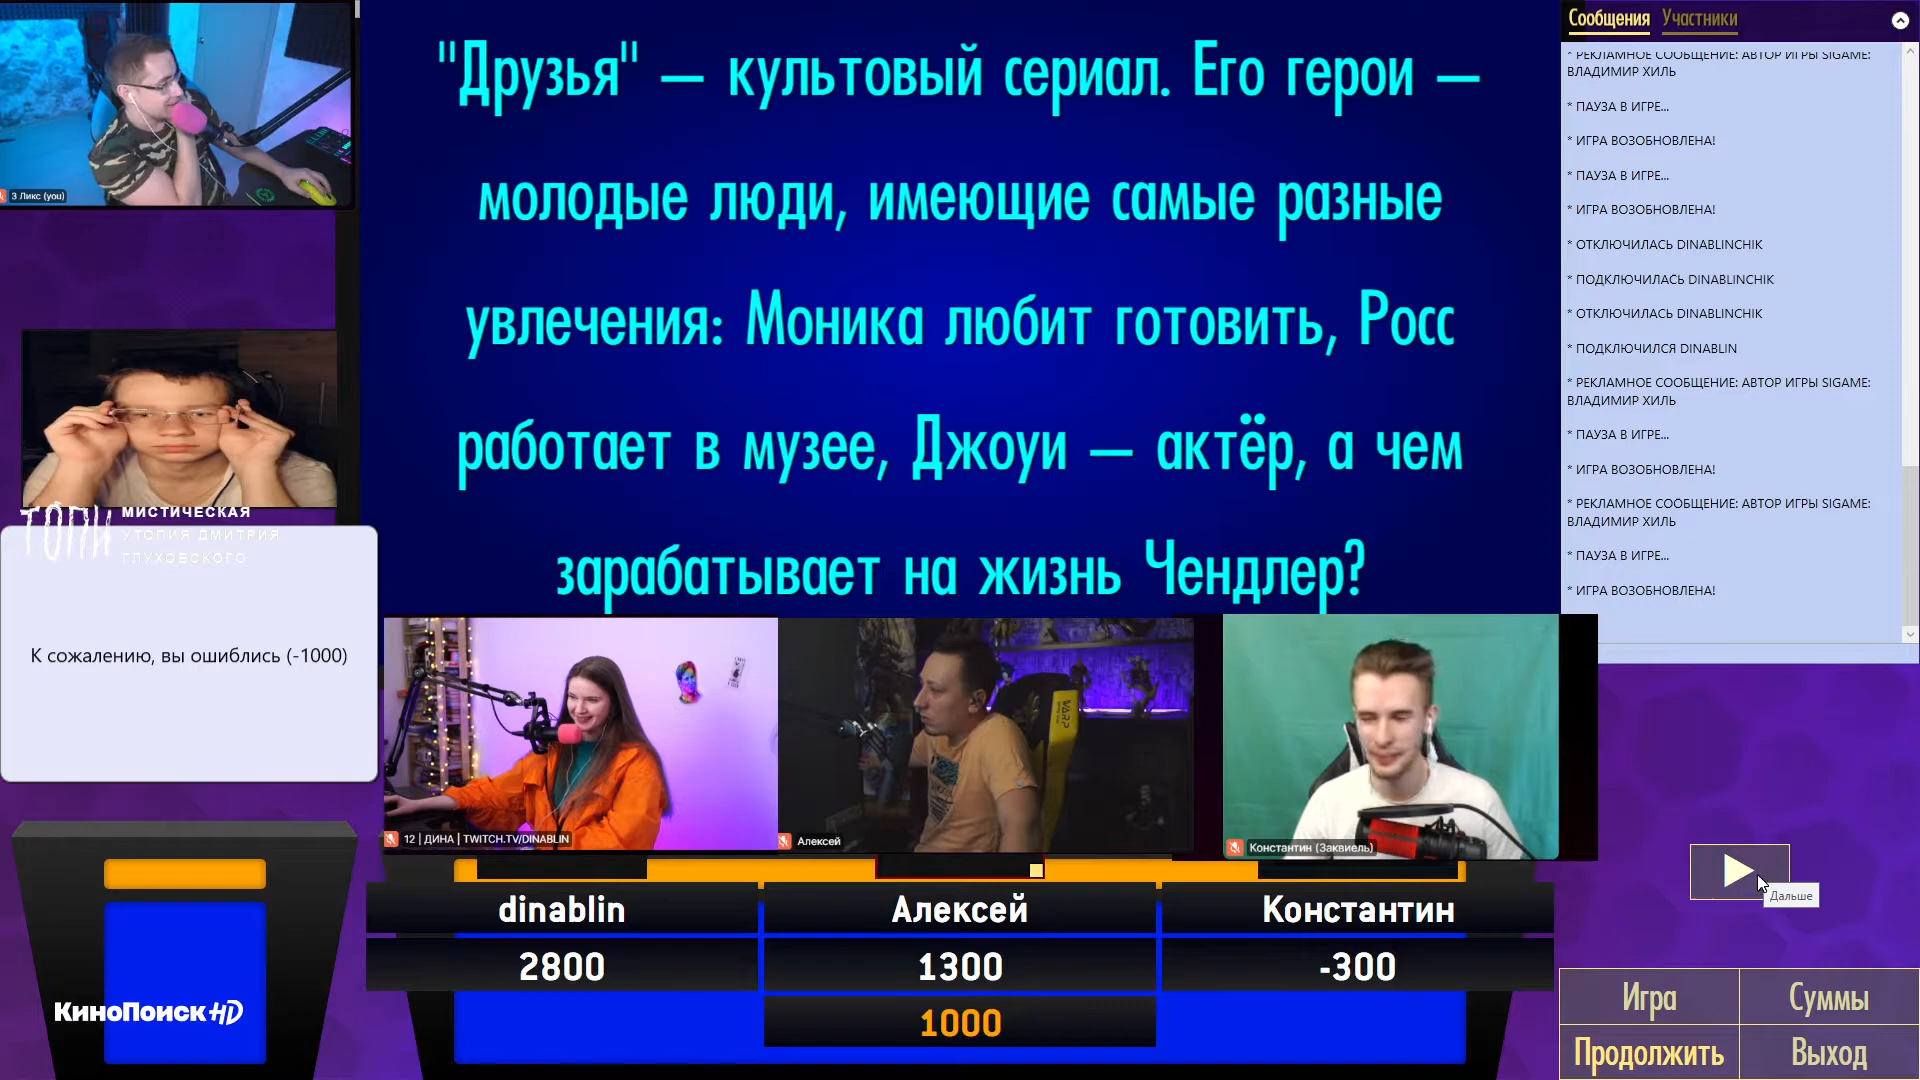 "Друзья" — культовый сериал. Его герои —
молодые люди, имеющие самые разные
увлечения: Моника любит готовить, Росс
работает в музее, Джоуи — актёр, а чем
зарабатывает на жизнь Чендлер?
3 Ликс (you)
ТОПИ
МИСТИЧЕСКАЯ
УТОПИЯ ДМИТРИЯ
ГЛУХОВСКОГО
К сожалению, вы ошиблись (-1000)
КиноПоиск HD
12 | ДИНА | TWITCH.TV/DINABLIN
Алексей
WARP
Константин (Заквиель)
dinablin
Алексей
Константин
2800
1300
-300
1000
Сообщения Участники
* РЕКЛАМНОЕ СООБЩЕНИЕ: АВТОР ИГРЫ SIGAME:
ВЛАДИМИР ХИЛЬ
* ПАУЗА В ИГРЕ...
* ИГРА ВОЗОБНОВЛЕНА!
* ПАУЗА В ИГРЕ...
* ИГРА ВОЗОБНОВЛЕНА!
* ОТКЛЮЧИЛАСЬ DINABLINCHIK
* ПОДКЛЮЧИЛАСЬ DINABLINCHIK
* ОТКЛЮЧИЛАСЬ DINABLINCHIK
* ПОДКЛЮЧИЛСЯ DINABLIN
* РЕКЛАМНОЕ СООБЩЕНИЕ: АВТОР ИГРЫ SIGAME:
ВЛАДИМИР ХИЛЬ
* ПАУЗА В ИГРЕ...
* ИГРА ВОЗОБНОВЛЕНА!
* РЕКЛАМНОЕ СООБЩЕНИЕ: АВТОР ИГРЫ SIGAME:
ВЛАДИМИР ХИЛЬ
* ПАУЗА В ИГРЕ...
* ИГРА ВОЗОБНОВЛЕНА!
Дальше
Игра
Суммы
Продолжить
Выход